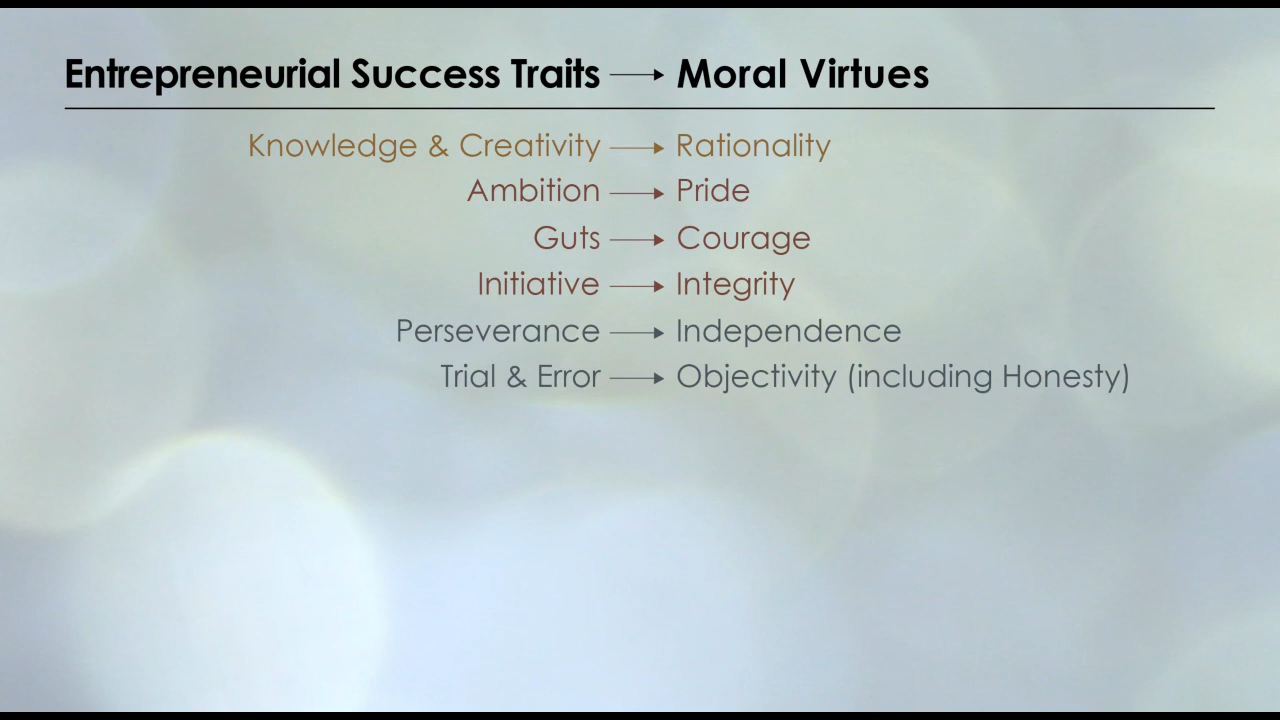 Entrepreneurial Success Traits → Moral Virtues
Knowledge & Creativity → Rationality
Ambition → Pride
Guts → Courage
Initiative → Integrity
Perseverance → Independence
Trial & Error → Objectivity (including Honesty)